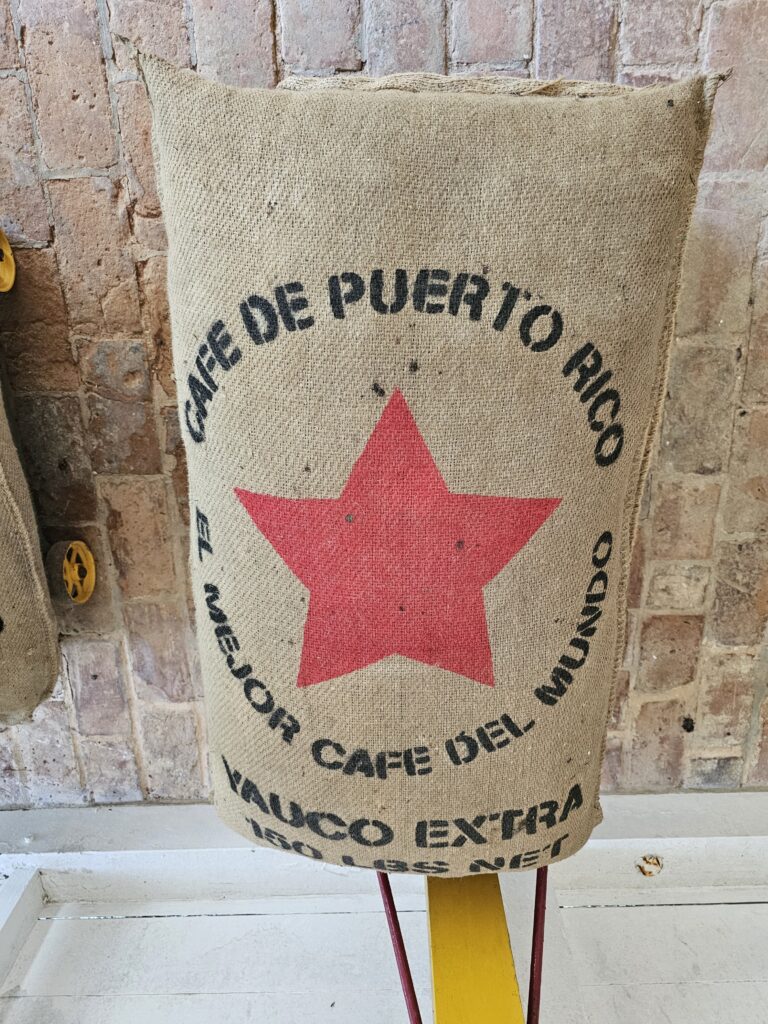 CAFE DE PUERTO RICO
EL MEJOR CAFE DEL MUNDO
YAUCO EXTRA
150 LBS NET